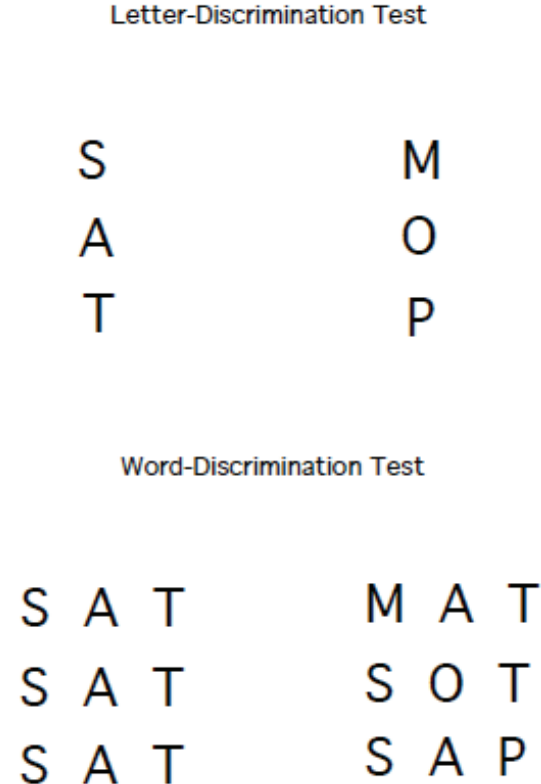 Letter-Discrimination Test
S M
A O
T P
Word-Discrimination Test
S A T M A T
S A T S O T
S A T S A P